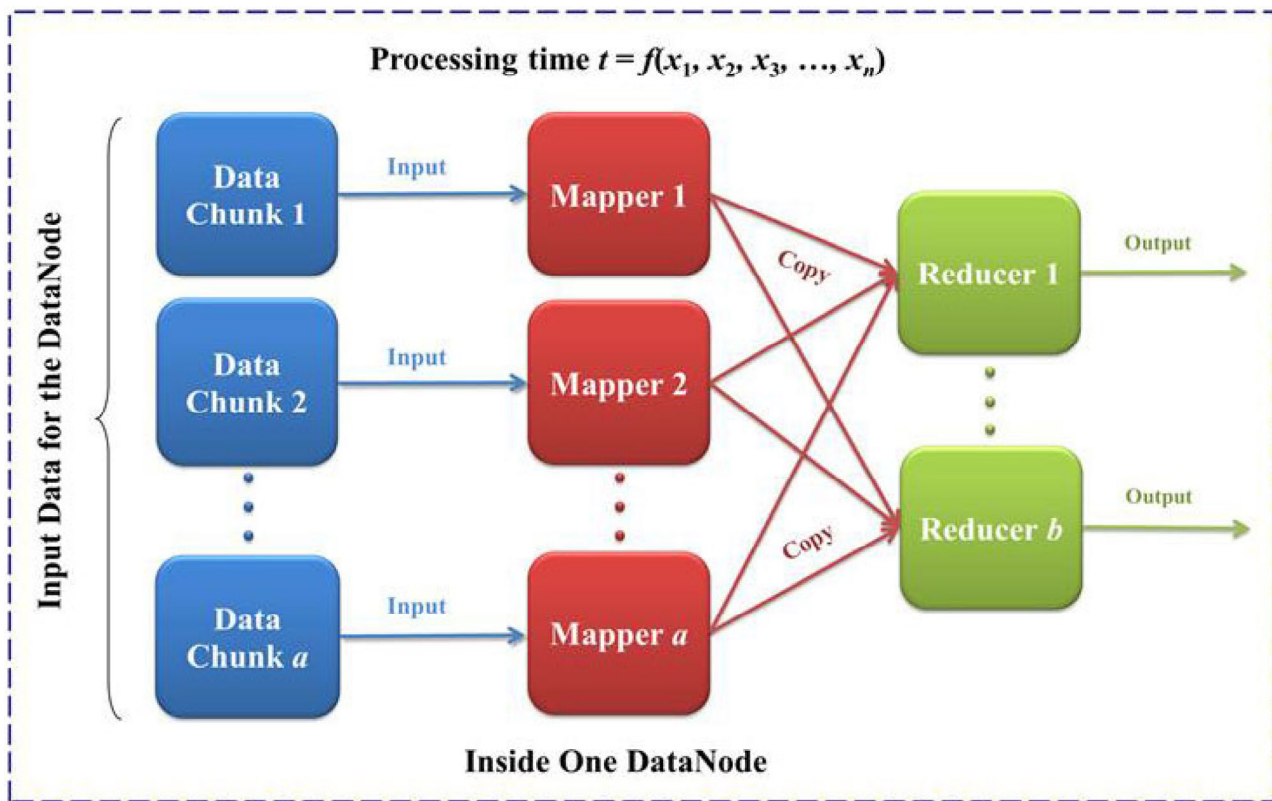 Processing time t = f(x₁, x₂, x₃, …, xₙ)
Input Data for the DataNode
Data
Chunk 1
Input
Mapper 1
Copy
Reducer 1
Output
Data
Chunk 2
Input
Mapper 2
Data
Chunk a
Input
Mapper a
Copy
Reducer b
Output
Inside One DataNode